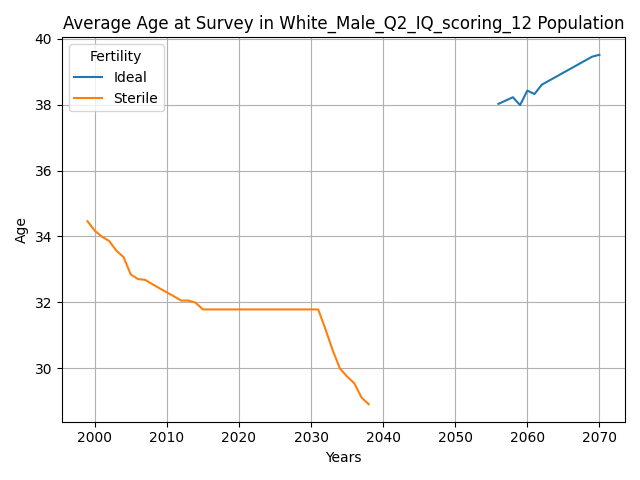 Average Age at Survey in White_Male_Q2_IQ_scoring_12 Population
Fertility
Ideal
Sterile
Age
40
38
36
34
32
30
2000 2010 2020 2030 2040 2050 2060 2070
Years